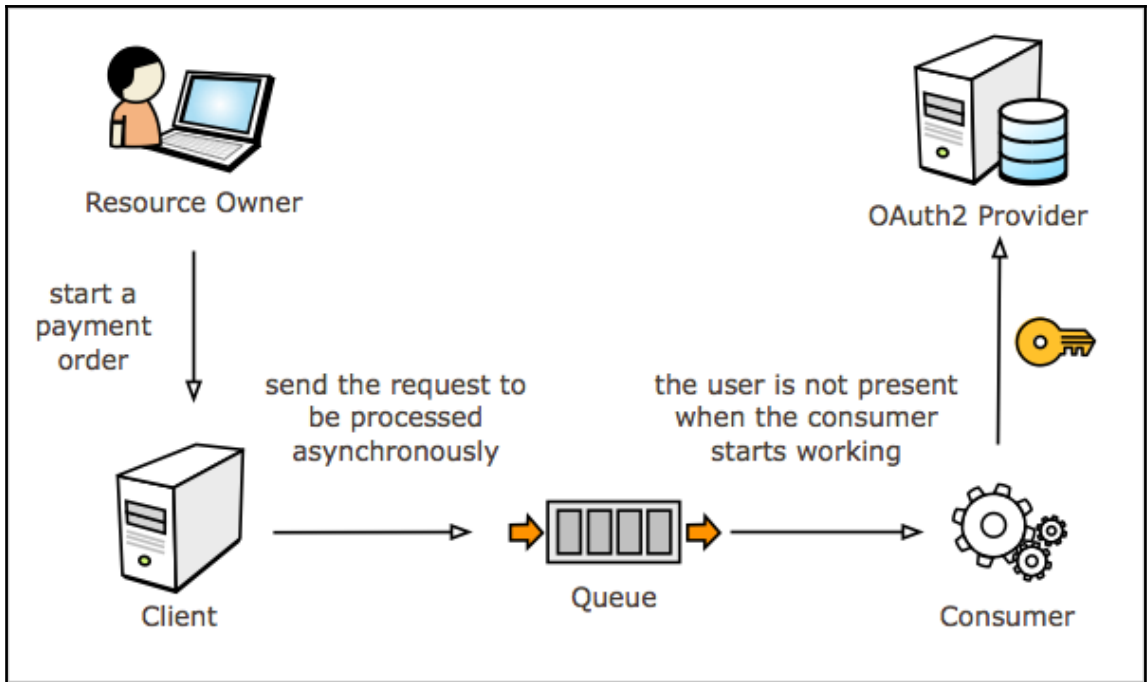 Resource Owner
OAuth2 Provider
start a
payment
order
send the request to
be processed
asynchronously
the user is not present
when the consumer
starts working
Client
Queue
Consumer